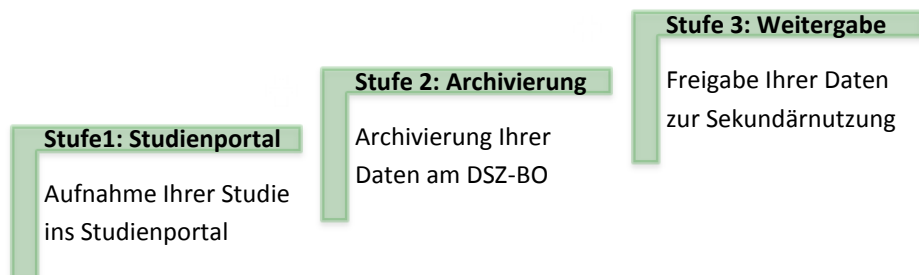 Stufe1: Studienportal
Aufnahme Ihrer Studie
ins Studienportal
Stufe 2: Archivierung
Archivierung Ihrer
Daten am DSZ-BO
Stufe 3: Weitergabe
Freigabe Ihrer Daten
zur Sekundärnutzung